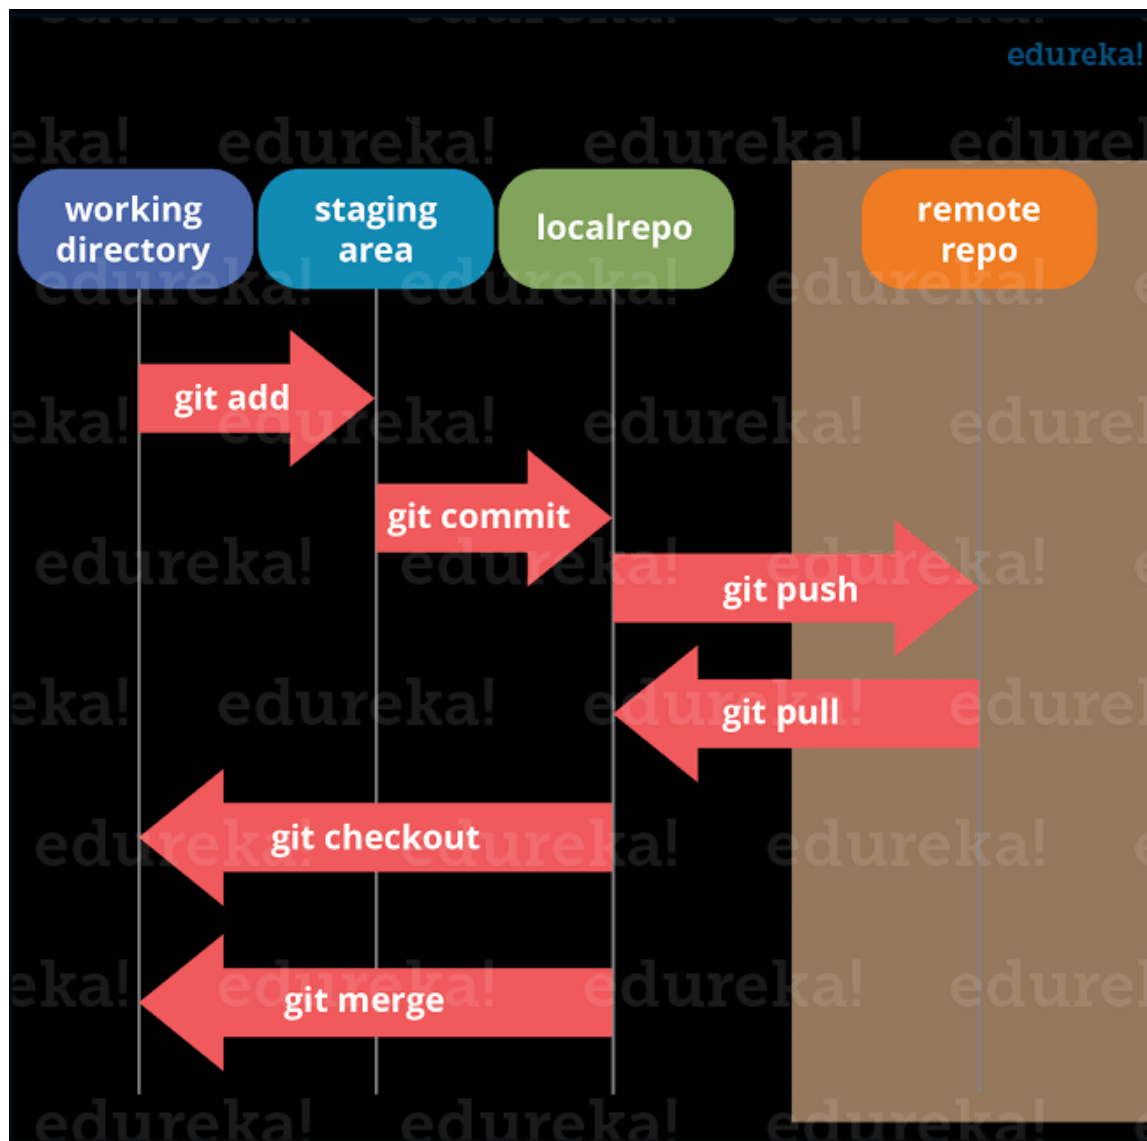 edureka!
working
directory
staging
area
localrepo
remote
repo
git add
git commit
git push
git pull
git checkout
git merge